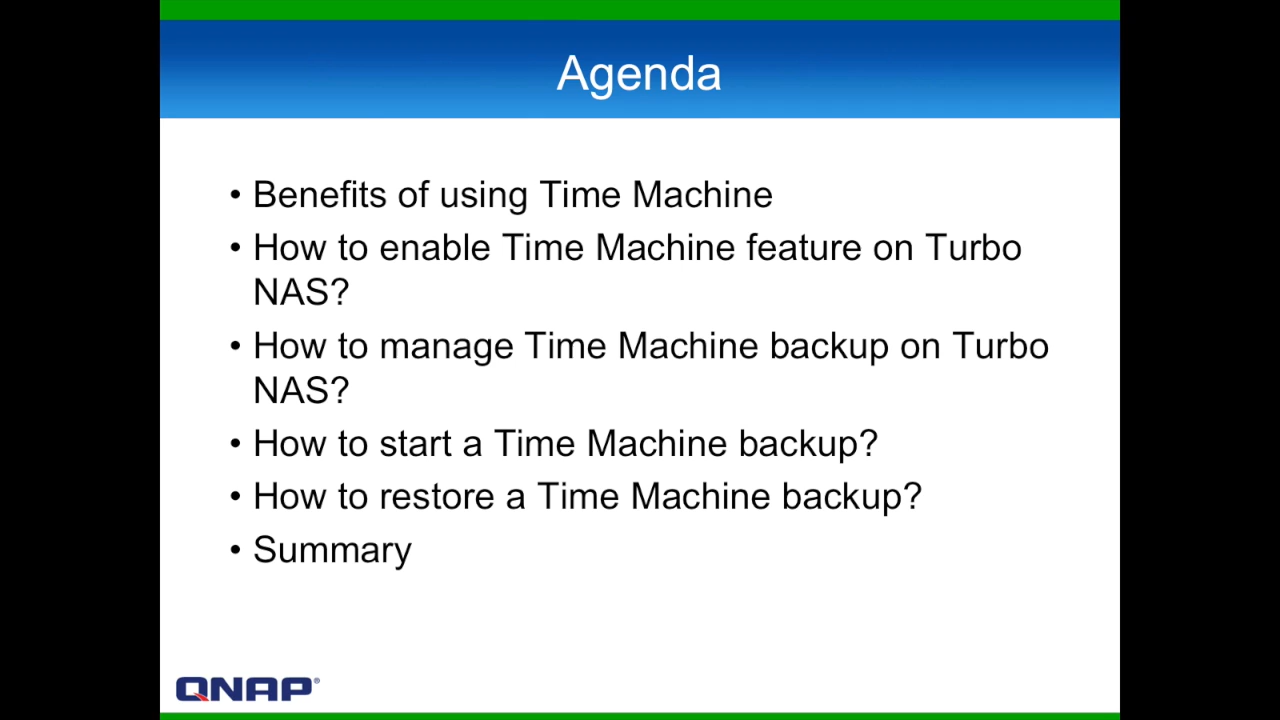 Agenda
• Benefits of using Time Machine
• How to enable Time Machine feature on Turbo
NAS?
• How to manage Time Machine backup on Turbo
NAS?
• How to start a Time Machine backup?
• How to restore a Time Machine backup?
• Summary
QNAP®